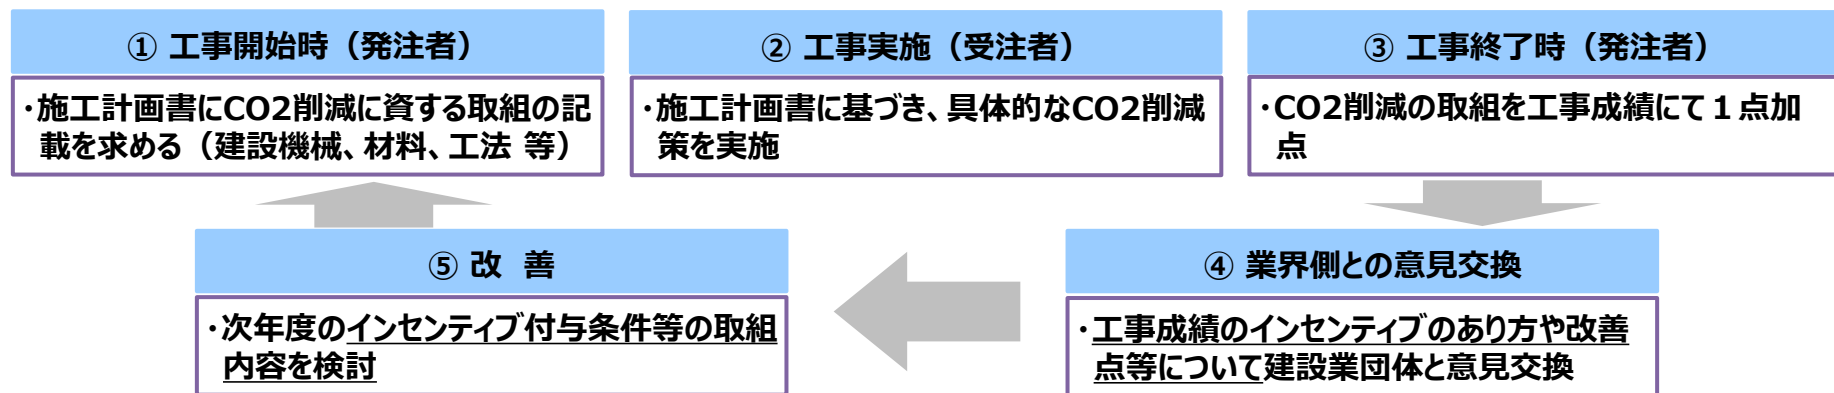 ① 工事開始時（発注者）
・施工計画書にCO2削減に資する取組の記
載を求める（建設機械、材料、工法 等）
② 工事実施（受注者）
・施工計画書に基づき、具体的なCO2削減
策を実施
③ 工事終了時（発注者）
・CO2削減の取組を工事成績にて１点加
点
④ 業界側との意見交換
・工事成績のインセンティブのあり方や改善
点等について建設業団体と意見交換
⑤ 改 善
・次年度のインセンティブ付与条件等の取組
内容を検討